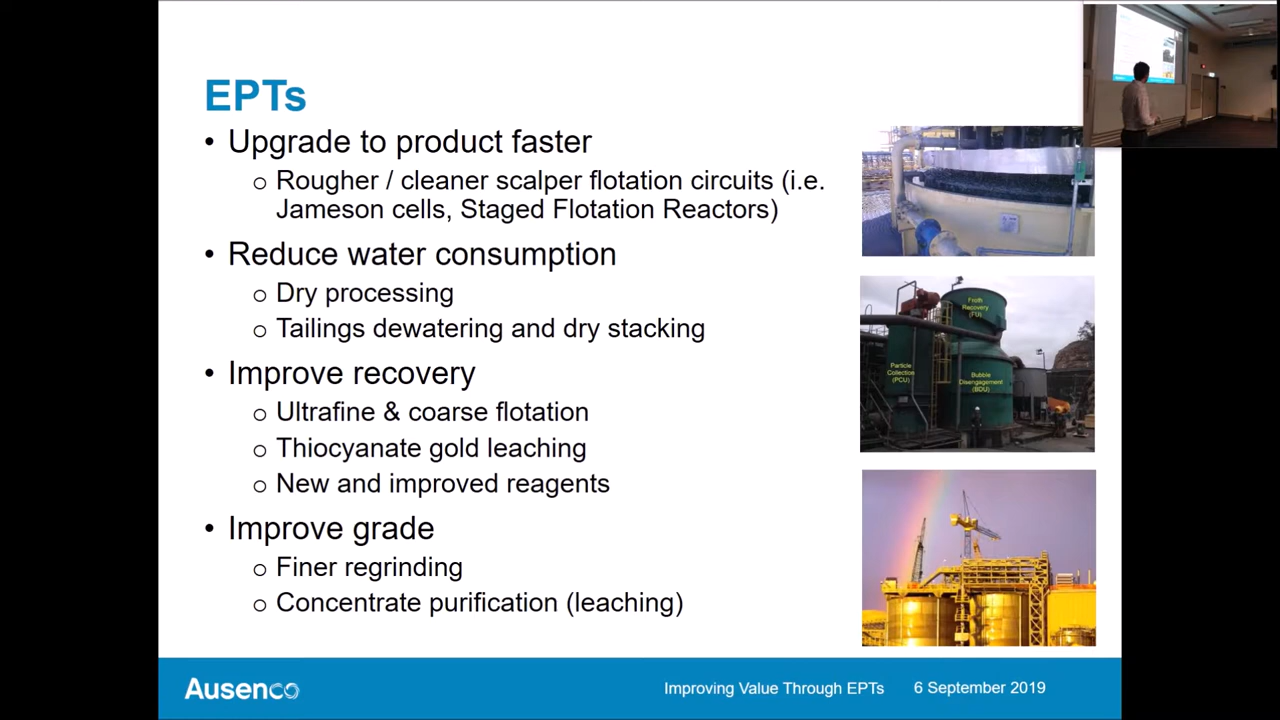 EPTs
• Upgrade to product faster
o Rougher / cleaner scalper flotation circuits (i.e.
Jameson cells, Staged Flotation Reactors)
• Reduce water consumption
o Dry processing
o Tailings dewatering and dry stacking
• Improve recovery
o Ultrafine & coarse flotation
o Thiocyanate gold leaching
o New and improved reagents
• Improve grade
o Finer regrinding
o Concentrate purification (leaching)
Froth
Recovery
(FU)
Particle
Collection
(PCU)
Bubble
Disengagement
(BDU)
Ausenco
Improving Value Through EPTs
6 September 2019